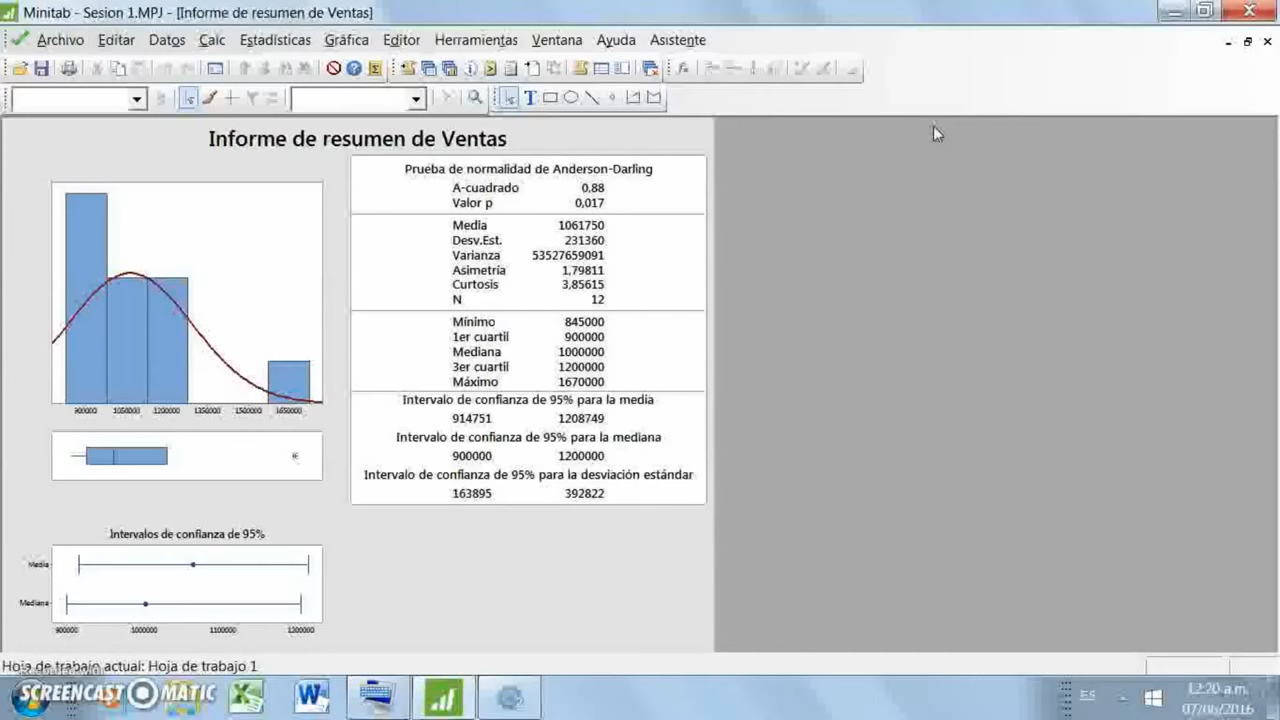 Minitab - Sesion 1.MPJ - [Informe de resumen de Ventas]
Archivo Editar Datos Calc Estadísticas Gráfica Editor Herramientas Ventana Ayuda Asistente
Informe de resumen de Ventas
Prueba de normalidad de Anderson-Darling
A-cuadrado 0,88
Valor p 0,017
Media 1061750
Desv.Est. 231360
Varianza 53527659091
Asimetría 1,79811
Curtosis 3,85615
N 12
Mínimo 845000
1er cuartil 900000
Mediana 1000000
3er cuartil 1200000
Máximo 1670000
Intervalo de confianza de 95% para la media
914751 1208749
Intervalo de confianza de 95% para la mediana
900000 1200000
Intervalo de confianza de 95% para la desviación estándar
163895 392822
900000 1050000 1200000 1350000 1500000 1650000
Intervalos de confianza de 95%
Media
Mediana
900000 1000000 1100000 1200000
Hoja de trabajo actual: Hoja de trabajo 1
SCREENCAST MATIC
ES
12:20 a.m.
07/06/2016